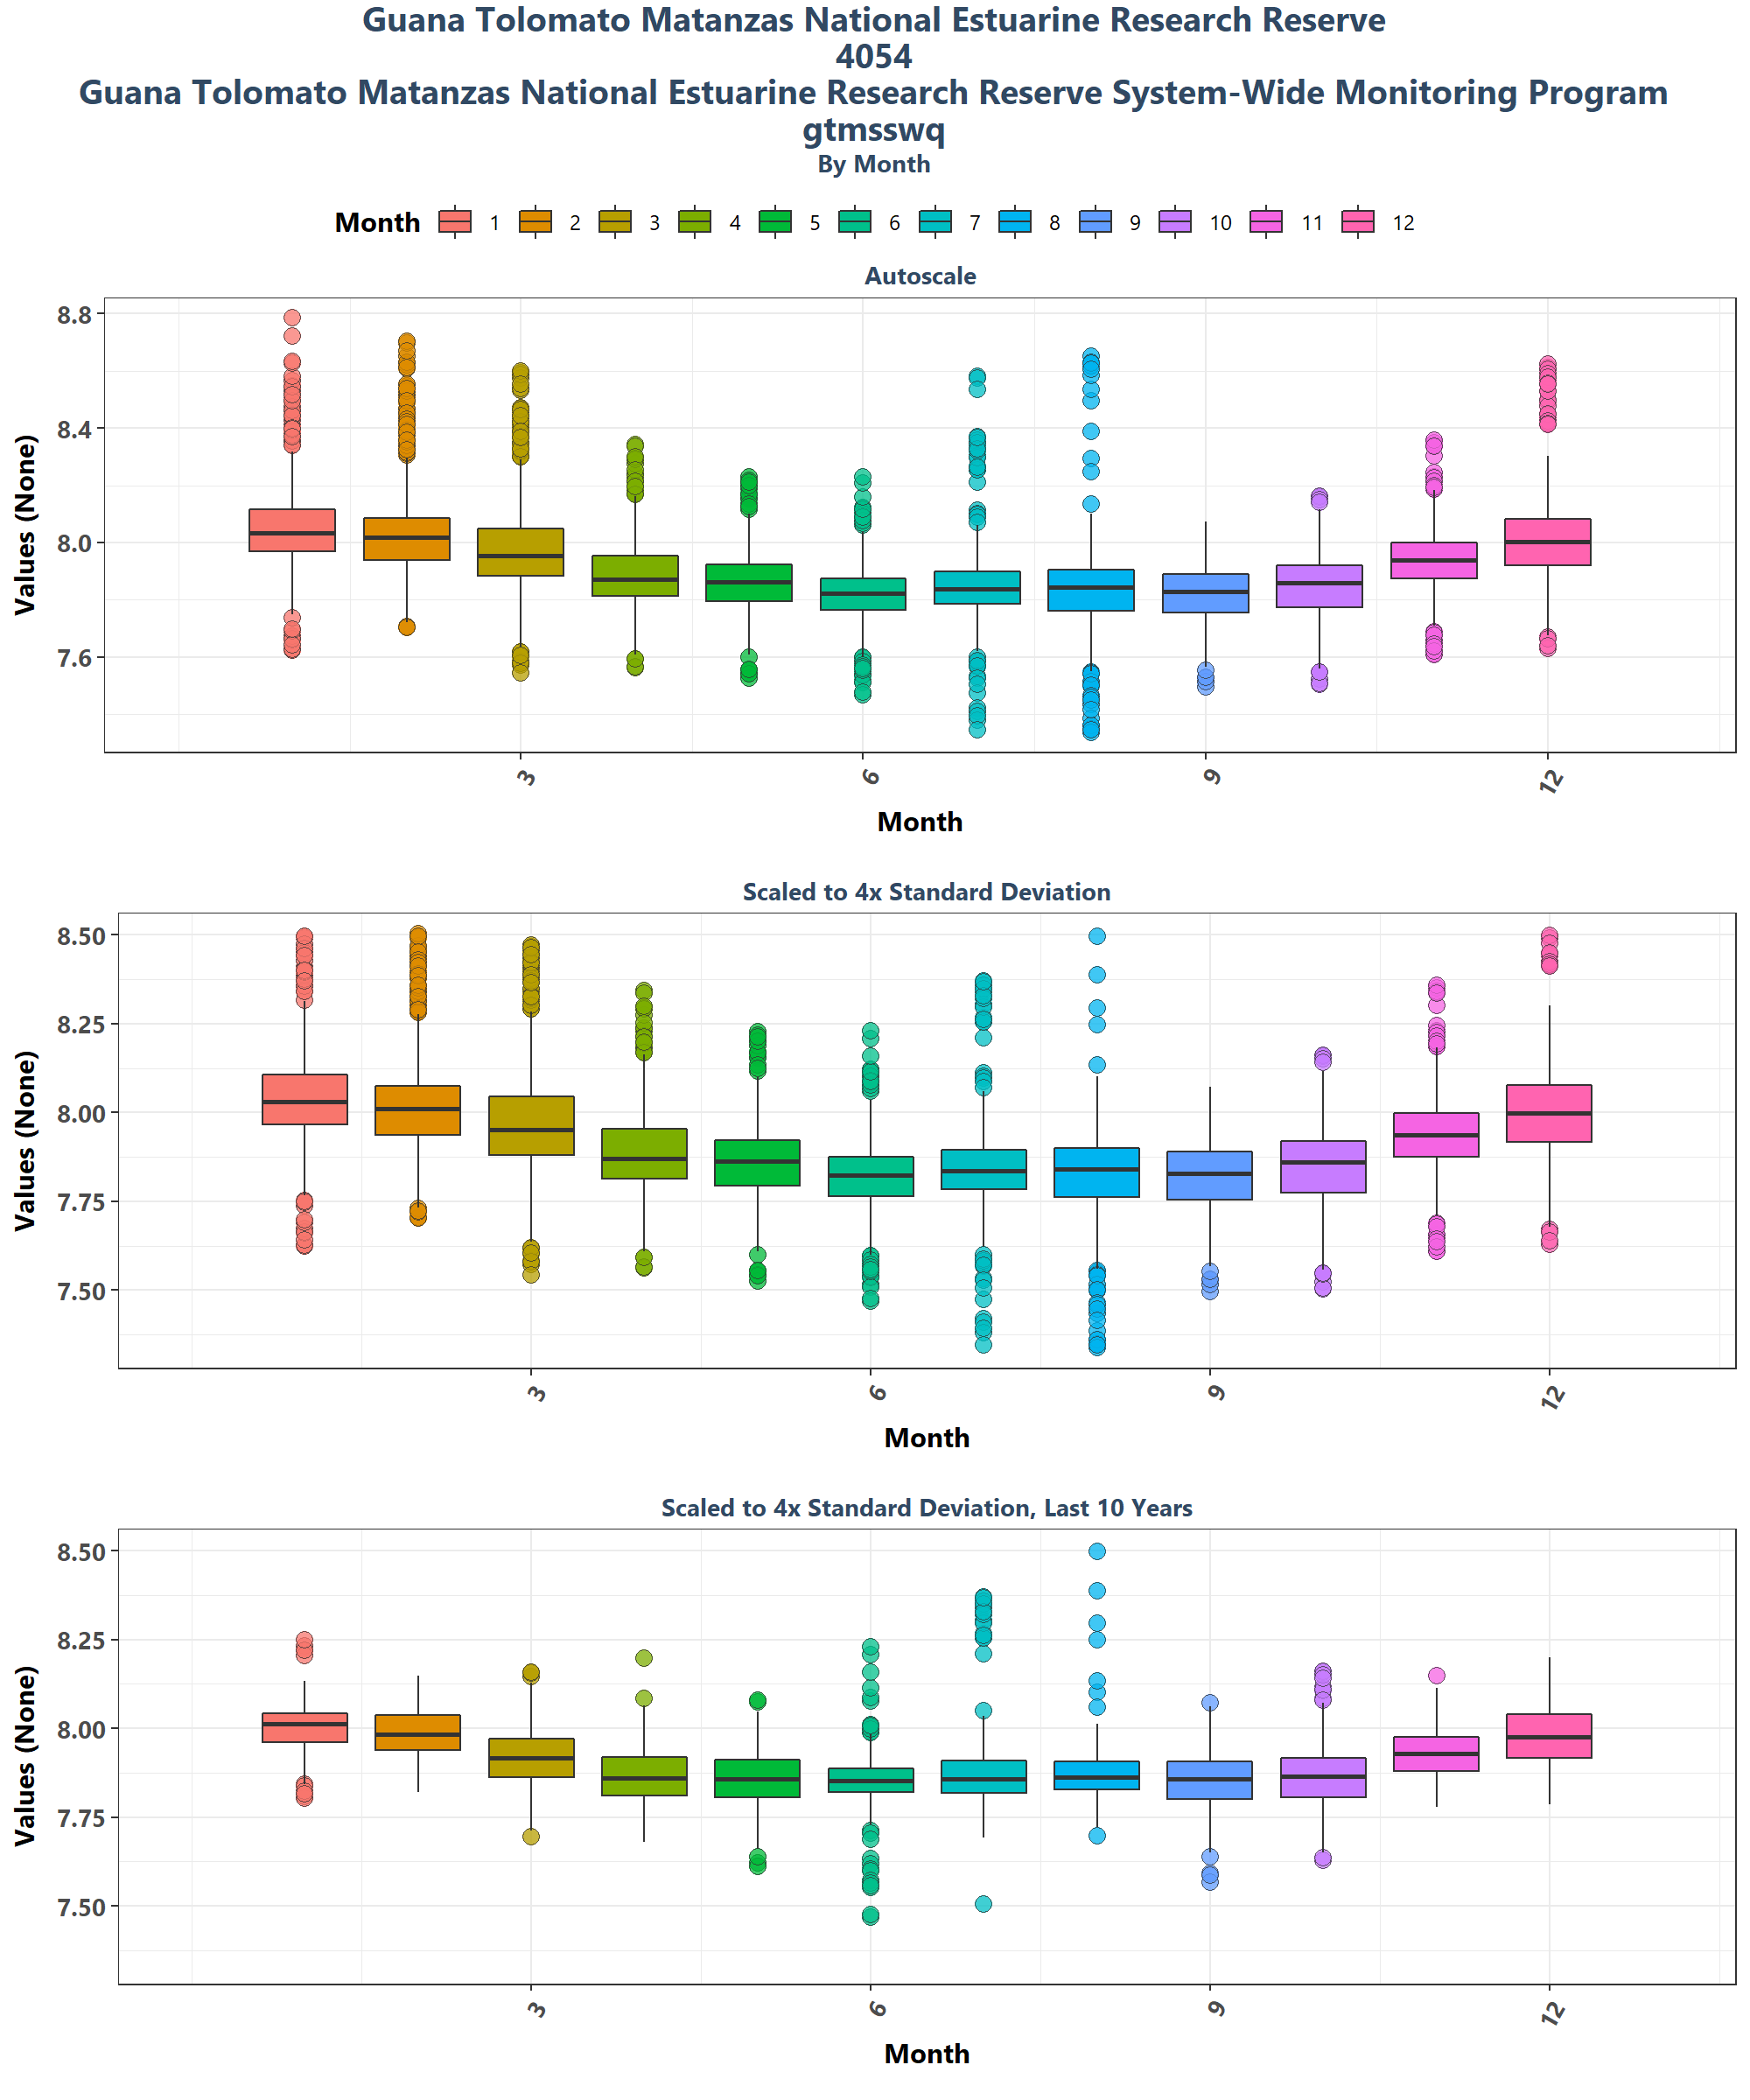 Guana Tolomato Matanzas National Estuarine Research Reserve
4054
Guana Tolomato Matanzas National Estuarine Research Reserve System-Wide Monitoring Program
gtmsswq
By Month
Month 1 2 3 4 5 6 7 8 9 10 11 12
Autoscale
Values (None)
8.8
8.4
8.0
7.6
3 6 9 12
Month
Scaled to 4x Standard Deviation
Values (None)
8.50
8.25
8.00
7.75
7.50
3 6 9 12
Month
Scaled to 4x Standard Deviation, Last 10 Years
Values (None)
8.50
8.25
8.00
7.75
7.50
3 6 9 12
Month